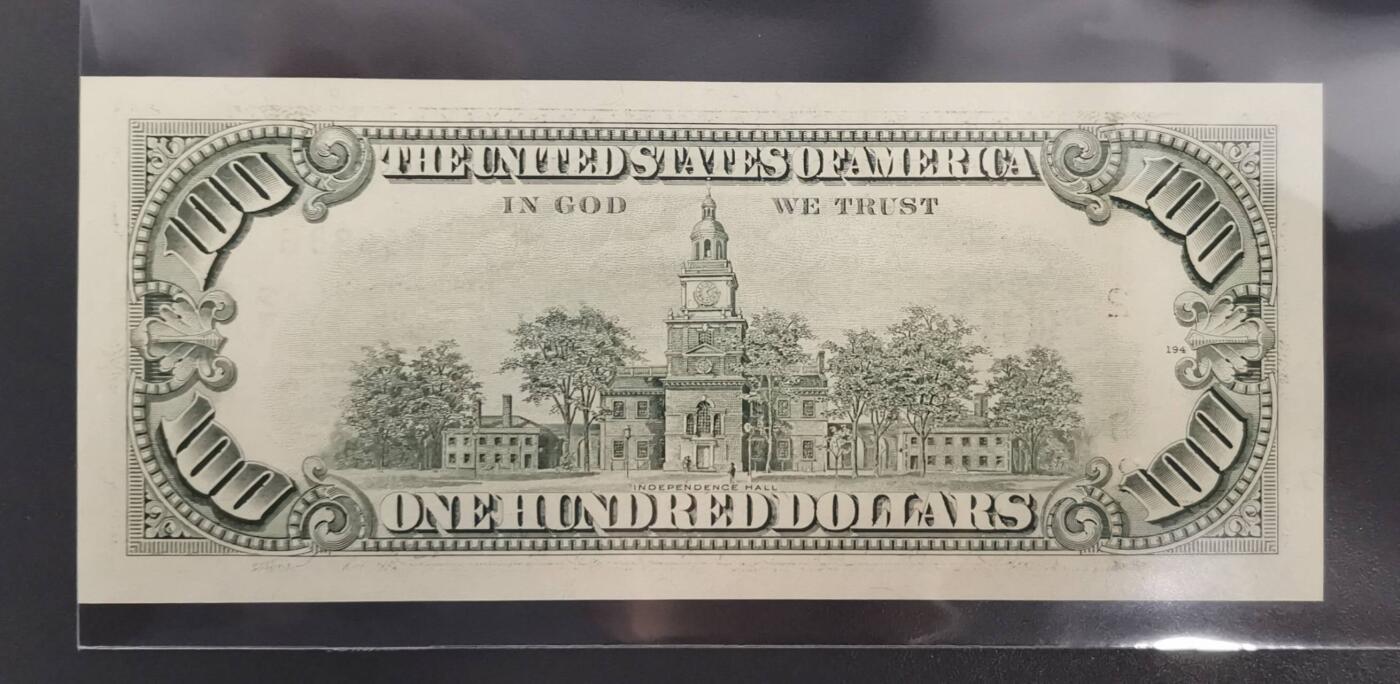 THE UNITED STATES OF AMERICA
IN GOD WE TRUST
100 100
194
100 100
INDEPENDENCE HALL
ONE HUNDRED DOLLARS